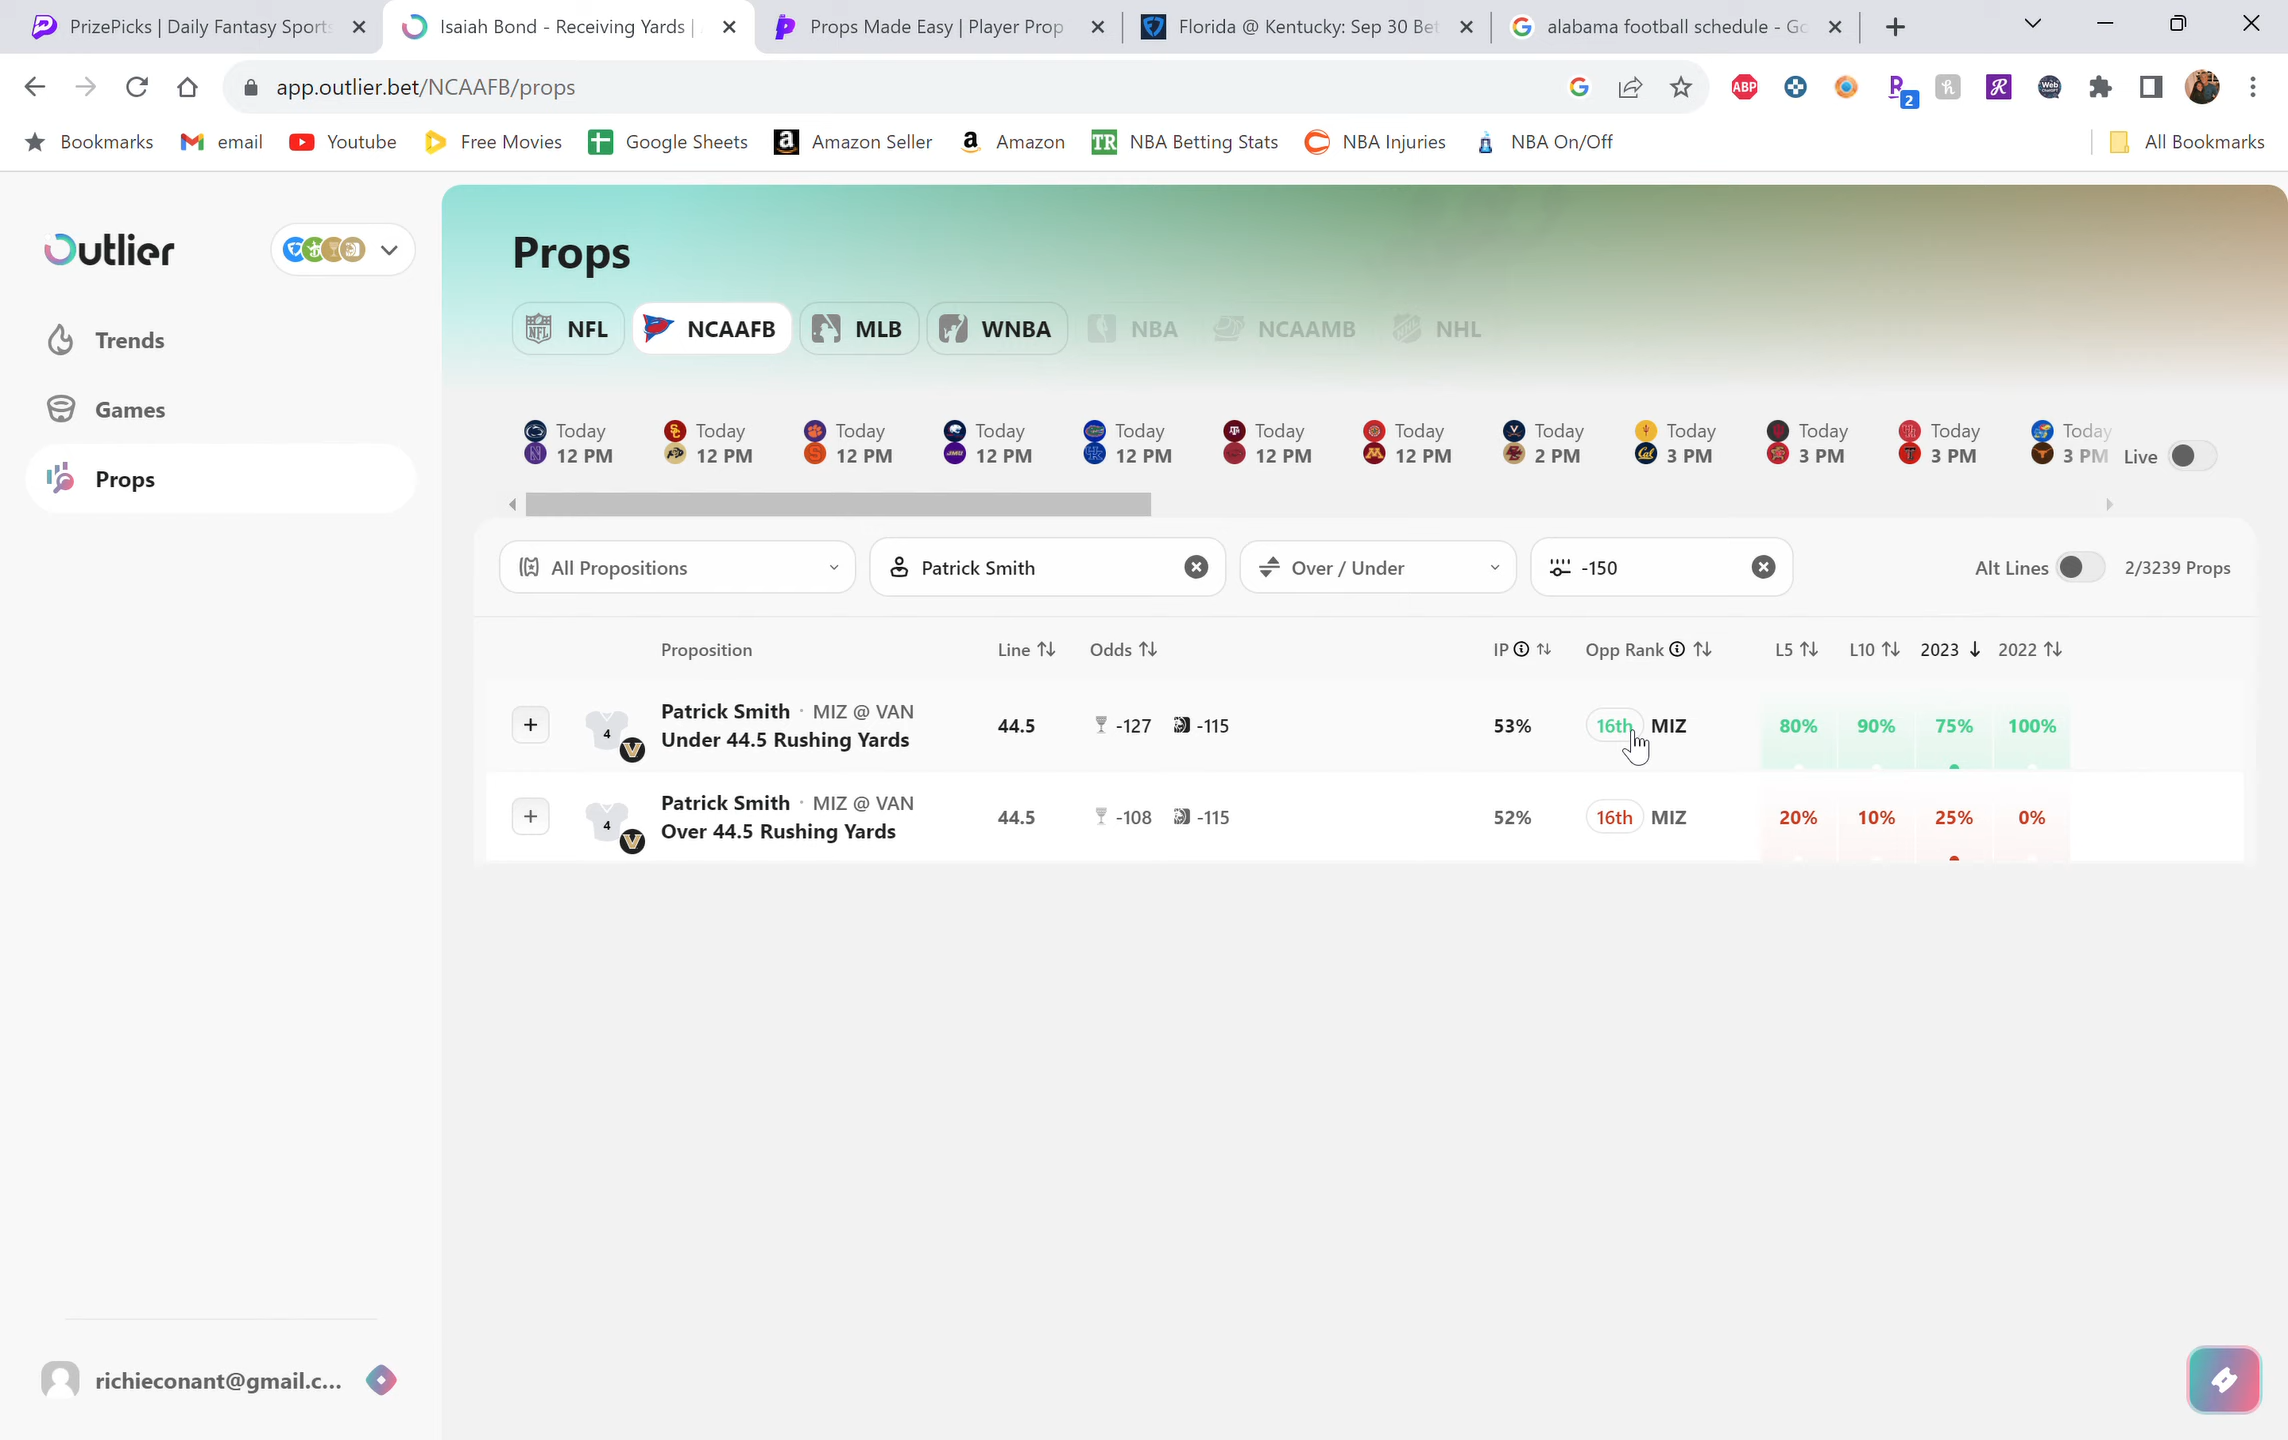 PrizePicks | Daily Fantasy Sports
Isaiah Bond - Receiving Yards |
Props Made Easy | Player Prop
Florida @ Kentucky: Sep 30 Bet
alabama football schedule - Go
app.outlier.bet/NCAAFB/props
ABP
2
Web
Bookmarks
email
Youtube
Free Movies
Google Sheets
Amazon Seller
Amazon
TR NBA Betting Stats
NBA Injuries
NBA On/Off
All Bookmarks
Outlier
Trends
Games
Props
richieconant@gmail.c...
Props
NFL NCAAFB MLB WNBA NBA NCAAMB NHL
Today Today Today Today Today Today Today Today Today Today Today Today
12 PM 12 PM 12 PM 12 PM 12 PM 12 PM 12 PM 2 PM 3 PM 3 PM 3 PM 3 PM Live
All Propositions Patrick Smith Over / Under -150 Alt Lines 2/3239 Props
Proposition Line Odds IP Opp Rank L5 L10 2023 2022
Patrick Smith · MIZ @ VAN
4 Under 44.5 Rushing Yards 44.5 -127 -115 53% 16th MIZ 80% 90% 75% 100%
Patrick Smith · MIZ @ VAN
4 Over 44.5 Rushing Yards 44.5 -108 -115 52% 16th MIZ 20% 10% 25% 0%